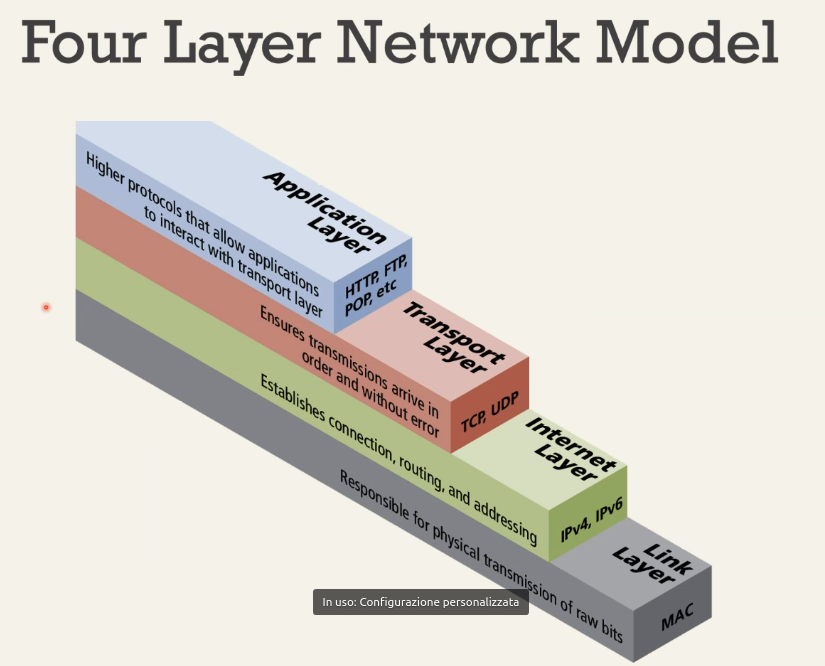 Four Layer Network Model
Application
Layer
Higher protocols that allow applications
to interact with transport layer
HTTP, FTP,
POP, etc
Transport
Layer
Ensures transmissions arrive in
order and without error
TCP, UDP
Internet
Layer
Establishes connection, routing, and addressing
IPv4, IPv6
Link
Layer
Responsible for physical transmission of raw bits
MAC
In uso: Configurazione personalizzata